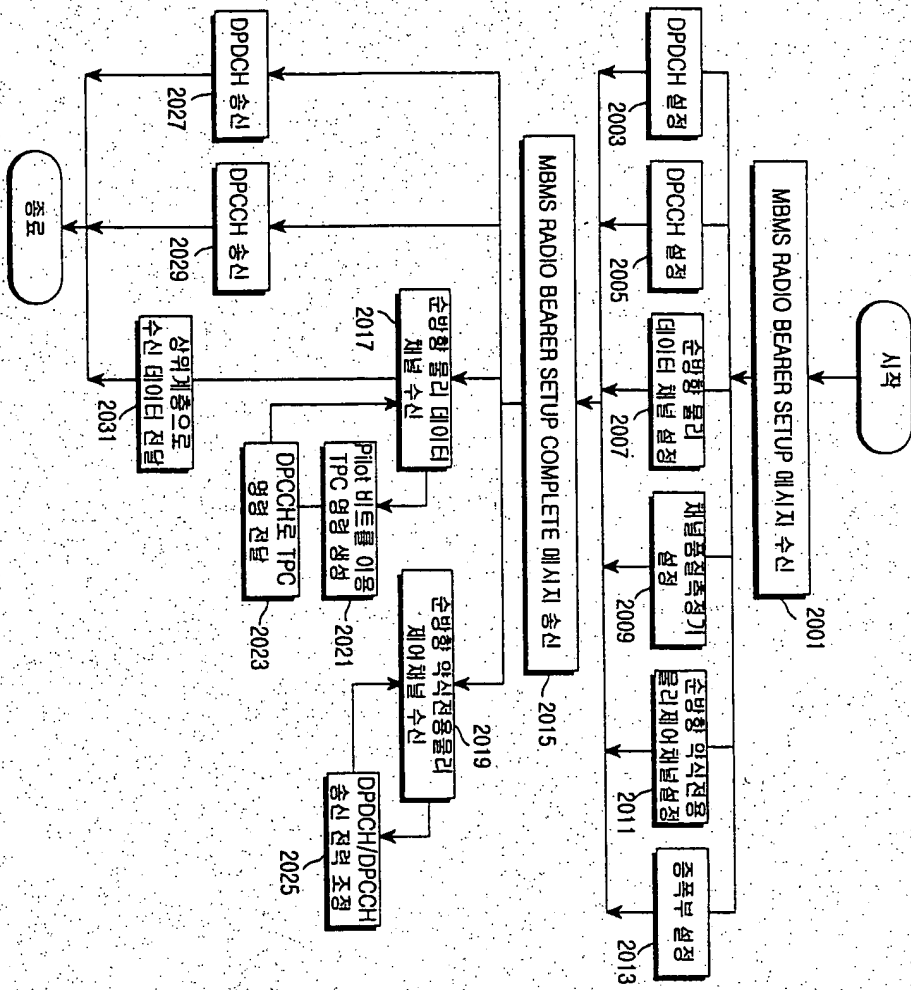 시작
MBMS RADIO BEARER SETUP 메시지 수신
2001
DPDCH 설정
2003
DPCCH 설정
2005
순방향 물리
데이터 채널 설정
2007
채널품질측정기
설정
2009
순방향 약식전용
물리제어채널설정
2011
증폭부 설정
2013
MBMS RADIO BEARER SETUP COMPLETE 메시지 송신
2015
순방향 물리 데이터
채널 수신
2017
순방향 약식전용물리
제어채널 수신
2019
Pilot 비트를 이용
TPC 명령 생성
2021
DPCCH로 TPC
명령 전달
2023
DPDCH/DPCCH
송신 전력 조정
2025
DPDCH 송신
2027
DPCCH 송신
2029
상위계층으로
수신 데이터 전달
2031
종료